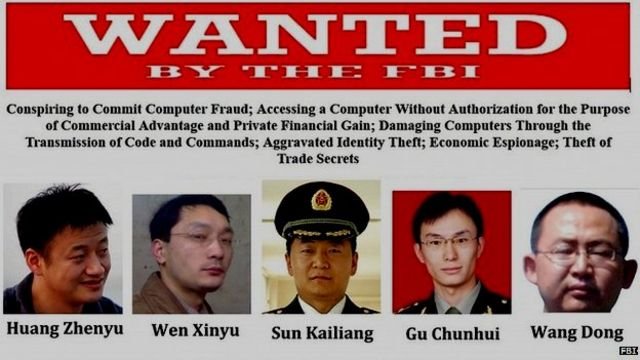 WANTED
BY THE FBI
Conspiring to Commit Computer Fraud; Accessing a Computer Without Authorization for the Purpose
of Commercial Advantage and Private Financial Gain; Damaging Computers Through the
Transmission of Code and Commands; Aggravated Identity Theft; Economic Espionage; Theft of
Trade Secrets
Huang Zhenyu Wen Xinyu Sun Kailiang Gu Chunhui Wang Dong
FBI